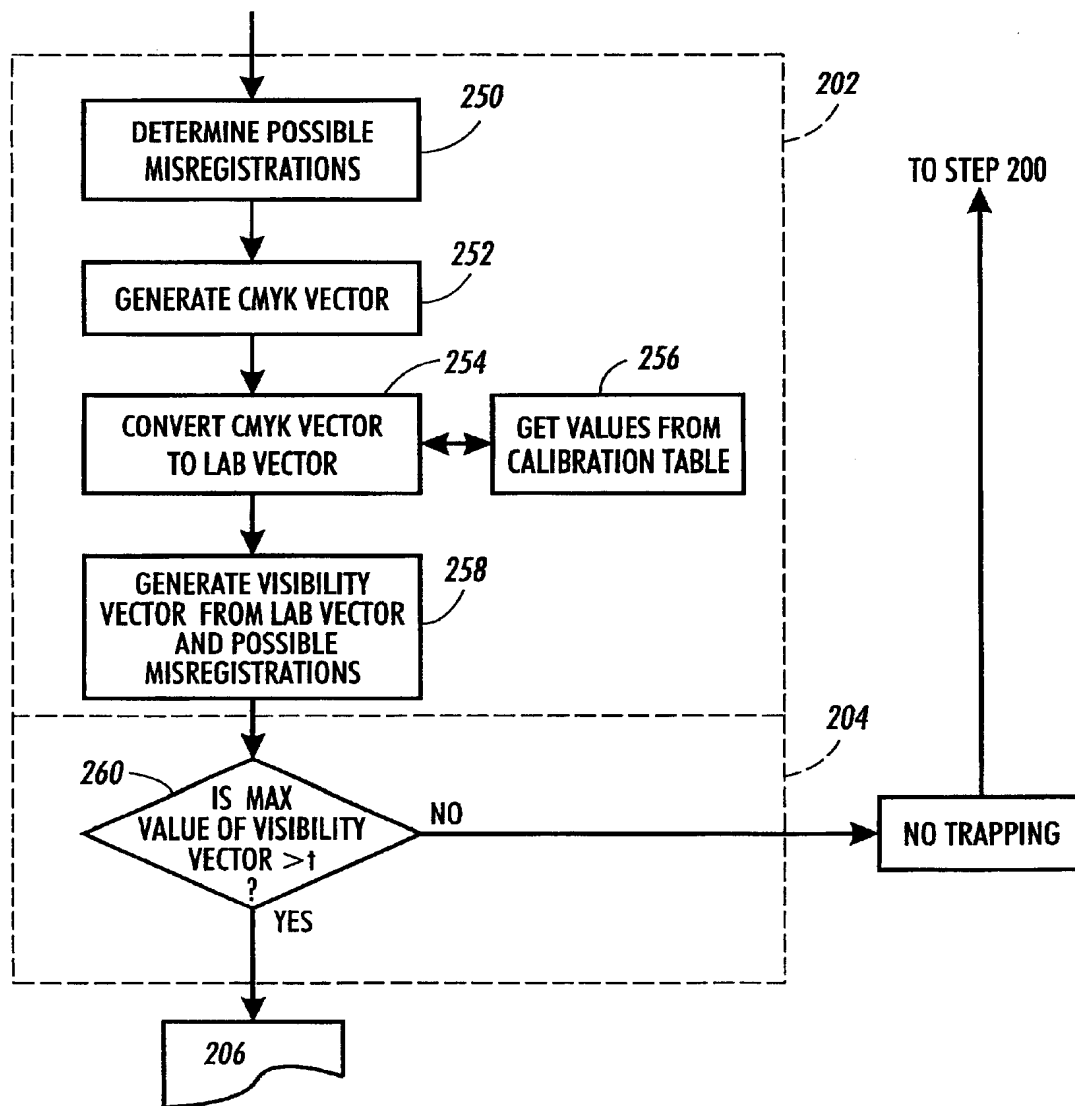 250
202
DETERMINE POSSIBLE
MISREGISTRATIONS
TO STEP 200
252
GENERATE CMYK VECTOR
254
256
CONVERT CMYK VECTOR
TO LAB VECTOR
GET VALUES FROM
CALIBRATION TABLE
258
GENERATE VISIBILITY
VECTOR FROM LAB VECTOR
AND POSSIBLE
MISREGISTRATIONS
204
260
IS MAX
VALUE OF VISIBILITY
VECTOR >t
?
NO
NO TRAPPING
YES
206